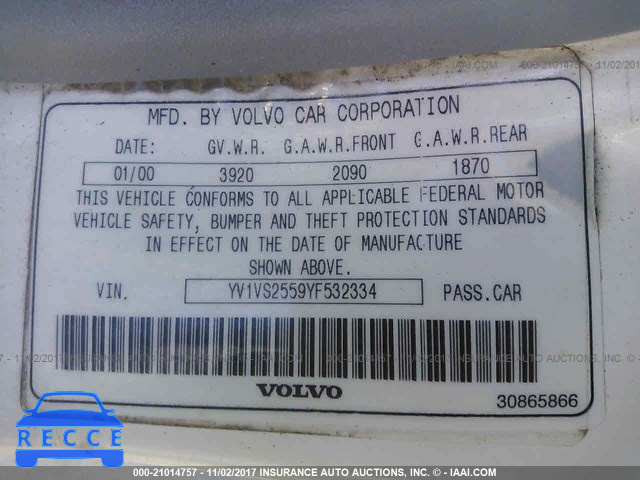 MFD. BY VOLVO CAR CORPORATION
DATE: GV.W.R. G.A.W.R.FRONT G.A.W.R.REAR
01/00 3920 2090 1870
THIS VEHICLE CONFORMS TO ALL APPLICABLE FEDERAL MOTOR
VEHICLE SAFETY, BUMPER AND THEFT PROTECTION STANDARDS
IN EFFECT ON THE DATE OF MANUFACTURE
SHOWN ABOVE.
VIN. YV1VS2559YF532334 PASS.CAR
VOLVO
30865866
RECCE
000-21014757 - 11/02/2017 INSURANCE AUTO AUCTIONS, INC. - © IAAI.COM